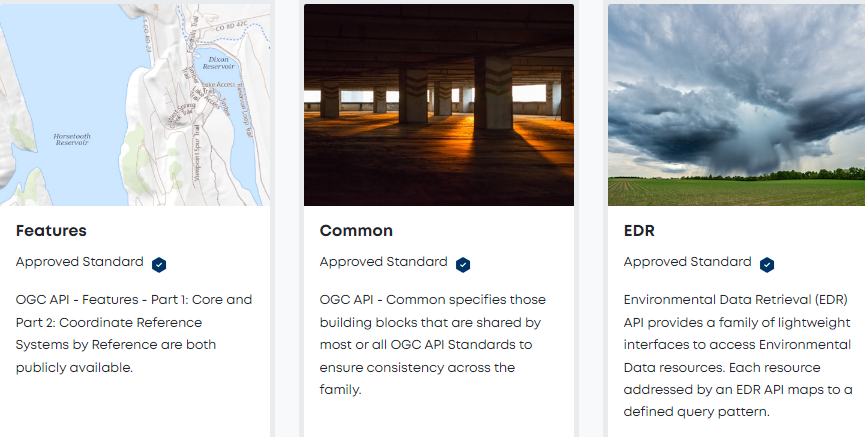 CO RD 42C
Dixon
Reservoir
Horsetooth
Reservoir
Viewpoint Spur Trail
Features
Approved Standard
OGC API - Features - Part 1: Core and
Part 2: Coordinate Reference
Systems by Reference are both
publicly available.
Common
Approved Standard
OGC API - Common specifies those
building blocks that are shared by
most or all OGC API Standards to
ensure consistency across the
family.
EDR
Approved Standard
Environmental Data Retrieval (EDR)
API provides a family of lightweight
interfaces to access Environmental
Data resources. Each resource
addressed by an EDR API maps to a
defined query pattern.